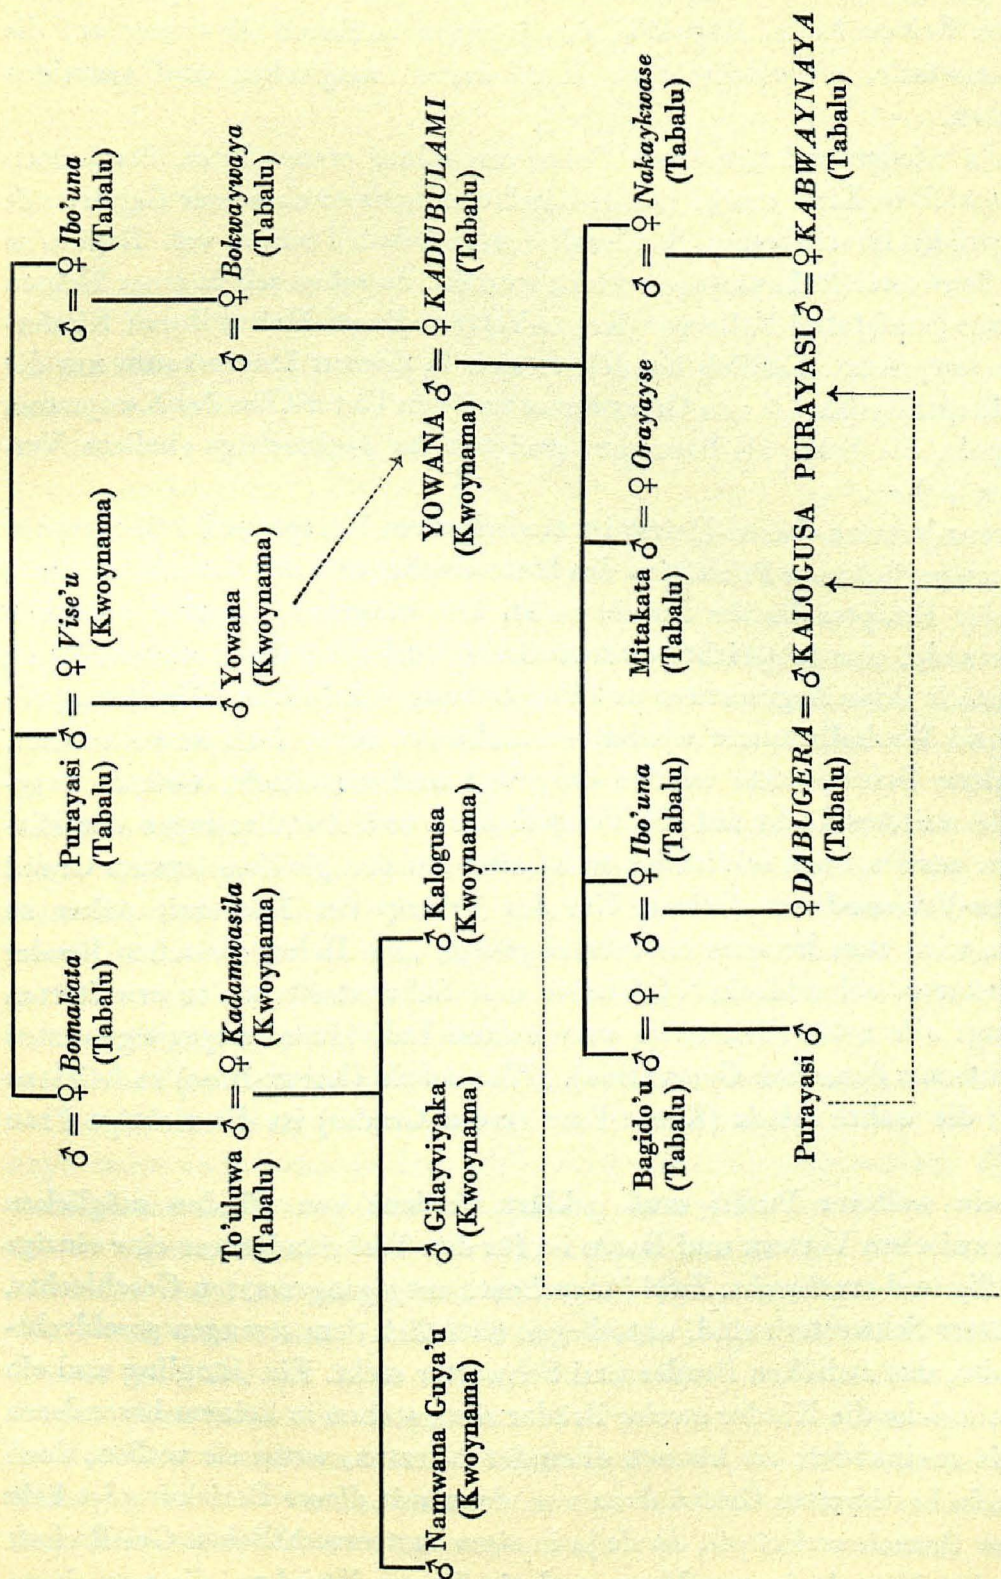 ♂ = ♀ Bomakata Purayasi ♂ = ♀ Vise'u ♂ = ♀ Ibo'una
(Tabalu) (Tabalu) (Kwoynama) (Tabalu)
To'uluwa ♂ = ♀ Kadamwasila ♂ Yowana ♂ = ♀ Bokwaywaya
(Tabalu) (Kwoynama) (Kwoynama) (Tabalu)
♂ Namwana Guya'u ♂ Gilayviyaka ♂ Kalogusa YOWANA ♂ = ♀ KADUBULAMI
(Kwoynama) (Kwoynama) (Kwoynama) (Kwoynama) (Tabalu)
Bagido'u ♂ = ♀ ♂ = ♀ Ibo'una Mitakata ♂ = ♀ Orayayse ♂ = ♀ Nakaykwase
(Tabalu) (Tabalu) (Tabalu) (Tabalu)
Purayasi ♂ ♀ DABUGERA = ♂ KALOGUSA PURAYASI ♂ = ♀ KABWAYNAYA
(Tabalu) (Tabalu)